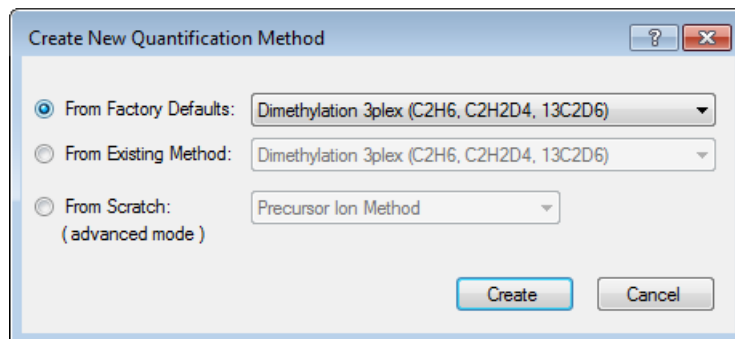 Create New Quantification Method
From Factory Defaults: Dimethylation 3plex (C2H6, C2H2D4, 13C2D6)
From Existing Method: Dimethylation 3plex (C2H6, C2H2D4, 13C2D6)
From Scratch: Precursor Ion Method
( advanced mode )
Create Cancel